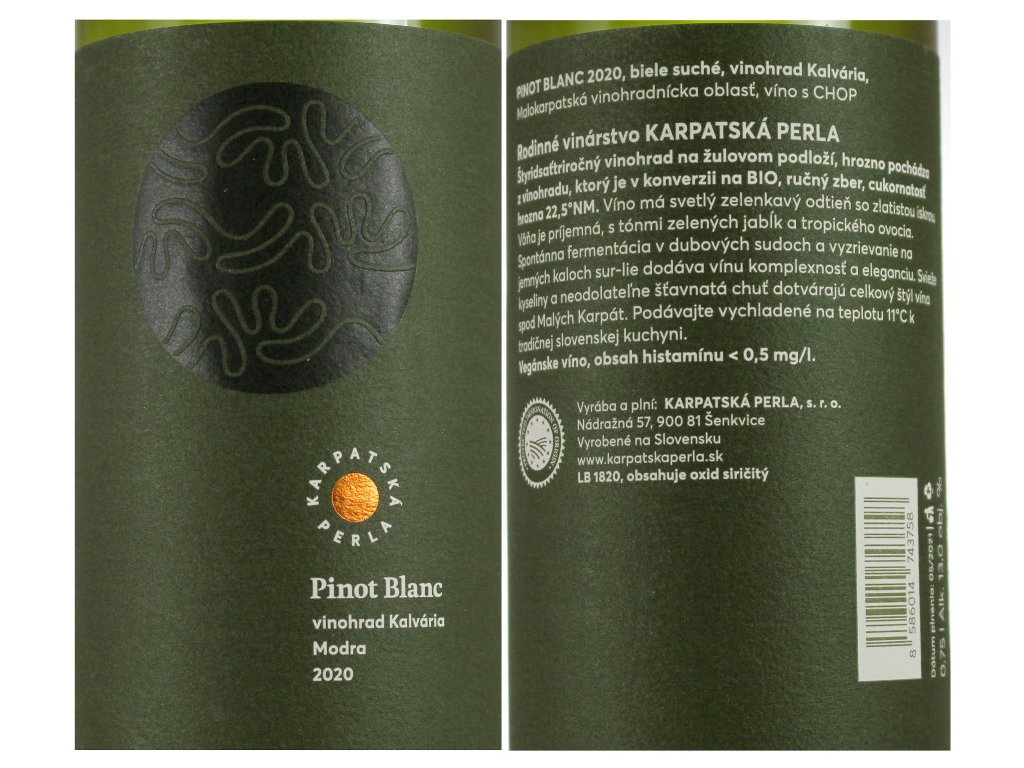 KARPATSKÁ PERLA
Pinot Blanc
vinohrad Kalvária
Modra
2020
PINOT BLANC 2020, biele suché, vinohrad Kalvária,
Malokarpatská vinohradnícka oblasť, víno s CHOP
Rodinné vinárstvo KARPATSKÁ PERLA
Štyridsaťtriročný vinohrad na žulovom podloží, hrozno pochádza
z vinohradu, ktorý je v konverzii na BIO, ručný zber, cukornatosť
hrozna 22,5°NM. Víno má svetlý zelenkavý odtieň so zlatistou iskrou.
Vôňa je príjemná, s tónmi zelených jabĺk a tropického ovocia.
Spontánna fermentácia v dubových sudoch a vyzrievanie na
jemných kaloch sur-lie dodáva vínu komplexnosť a eleganciu. Svieže
kyseliny a neodolateľne šťavnatá chuť dotvárajú celkový štýl vína
spod Malých Karpát. Podávajte vychladené na teplotu 11°C k
tradičnej slovenskej kuchyni.
Vegánske víno, obsah histamínu < 0,5 mg/l.
Vyrába a plní: KARPATSKÁ PERLA, s. r. o.
Nádražná 57, 900 81 Šenkvice
Vyrobené na Slovensku
www.karpatskaperla.sk
LB 1820, obsahuje oxid siričitý
DESIGNATION OF ORIGIN
8 586014 743758
Dátum plnenia: 05/2021
0,75 l Alk. 13,0 obj. %